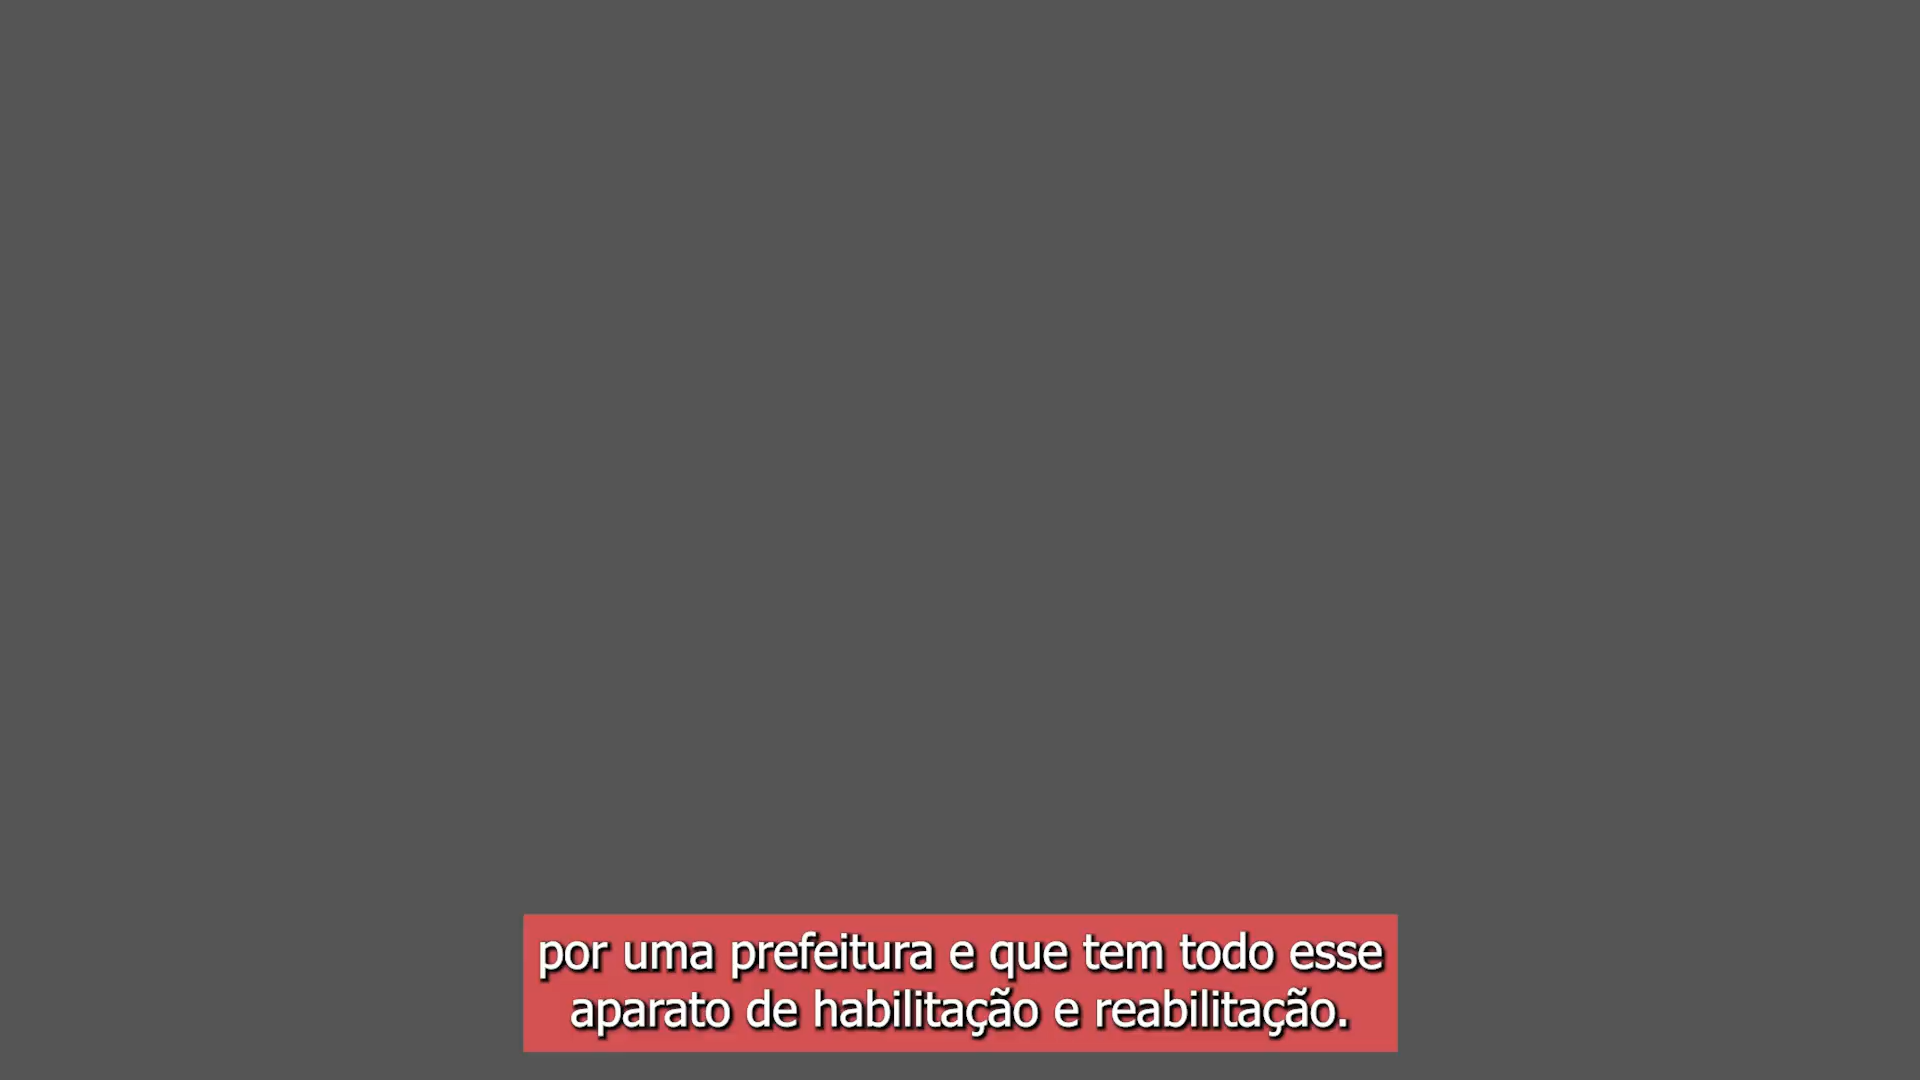 por uma prefeitura e que tem todo esse
aparato de habilitação e reabilitação.